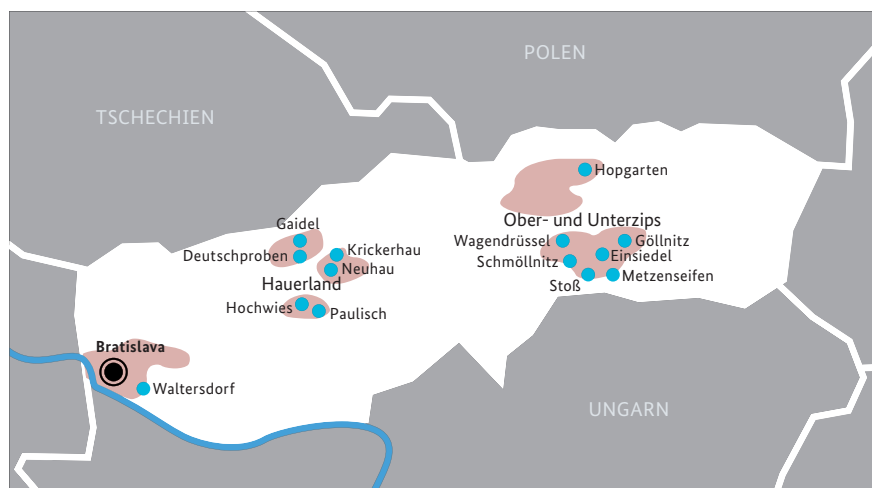 POLEN
TSCHECHIEN
Hopgarten
Ober- und Unterzips
Gaidel
Wagendrüssel
Göllnitz
Krickerhau
Deutschproben
Einsiedel
Schmöllnitz
Neuhau
Metzenseifen
Hauerland
Stoß
Hochwies
Paulisch
Bratislava
Waltersdorf
UNGARN